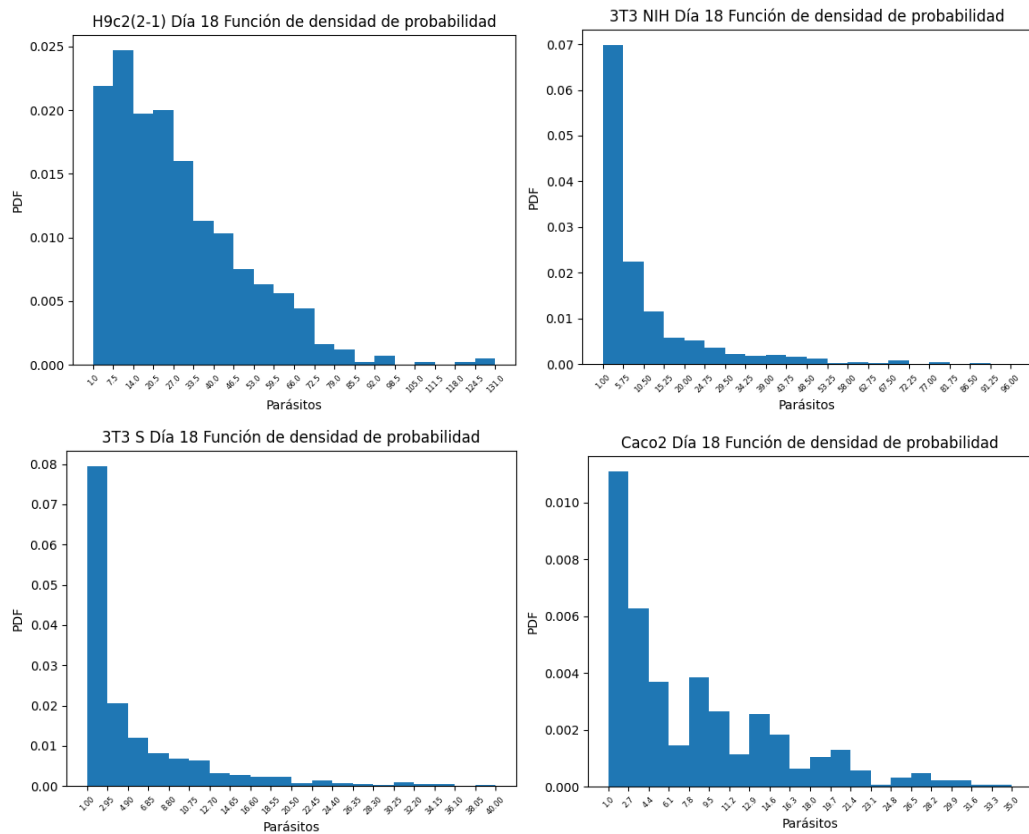 H9c2(2-1) Día 18 Función de densidad de probabilidad
0.025
0.020
0.015
0.010
0.005
0.000
PDF
1.0 7.5 14.0 20.5 27.0 33.5 40.0 46.5 53.0 59.5 66.0 72.5 79.0 85.5 92.0 98.5 105.0 111.5 118.0 124.5 131.0
Parásitos
3T3 NIH Día 18 Función de densidad de probabilidad
0.07
0.06
0.05
0.04
0.03
0.02
0.01
0.00
PDF
1.00 5.75 10.50 15.25 20.00 24.75 29.50 34.25 39.00 43.75 48.50 53.25 58.00 62.75 67.50 72.25 77.00 81.75 86.50 91.25 96.00
Parásitos
3T3 S Día 18 Función de densidad de probabilidad
0.08
0.07
0.06
0.05
0.04
0.03
0.02
0.01
0.00
PDF
1.00 2.95 4.90 6.85 8.80 10.75 12.70 14.65 16.60 18.55 20.50 22.45 24.40 26.35 28.30 30.25 32.20 34.15 36.10 38.05 40.00
Parásitos
Caco2 Día 18 Función de densidad de probabilidad
0.010
0.008
0.006
0.004
0.002
0.000
PDF
1.0 2.7 4.4 6.1 7.8 9.5 11.2 12.9 14.6 16.3 18.0 19.7 21.4 23.1 24.8 26.5 28.2 29.9 31.6 33.3 35.0
Parásitos